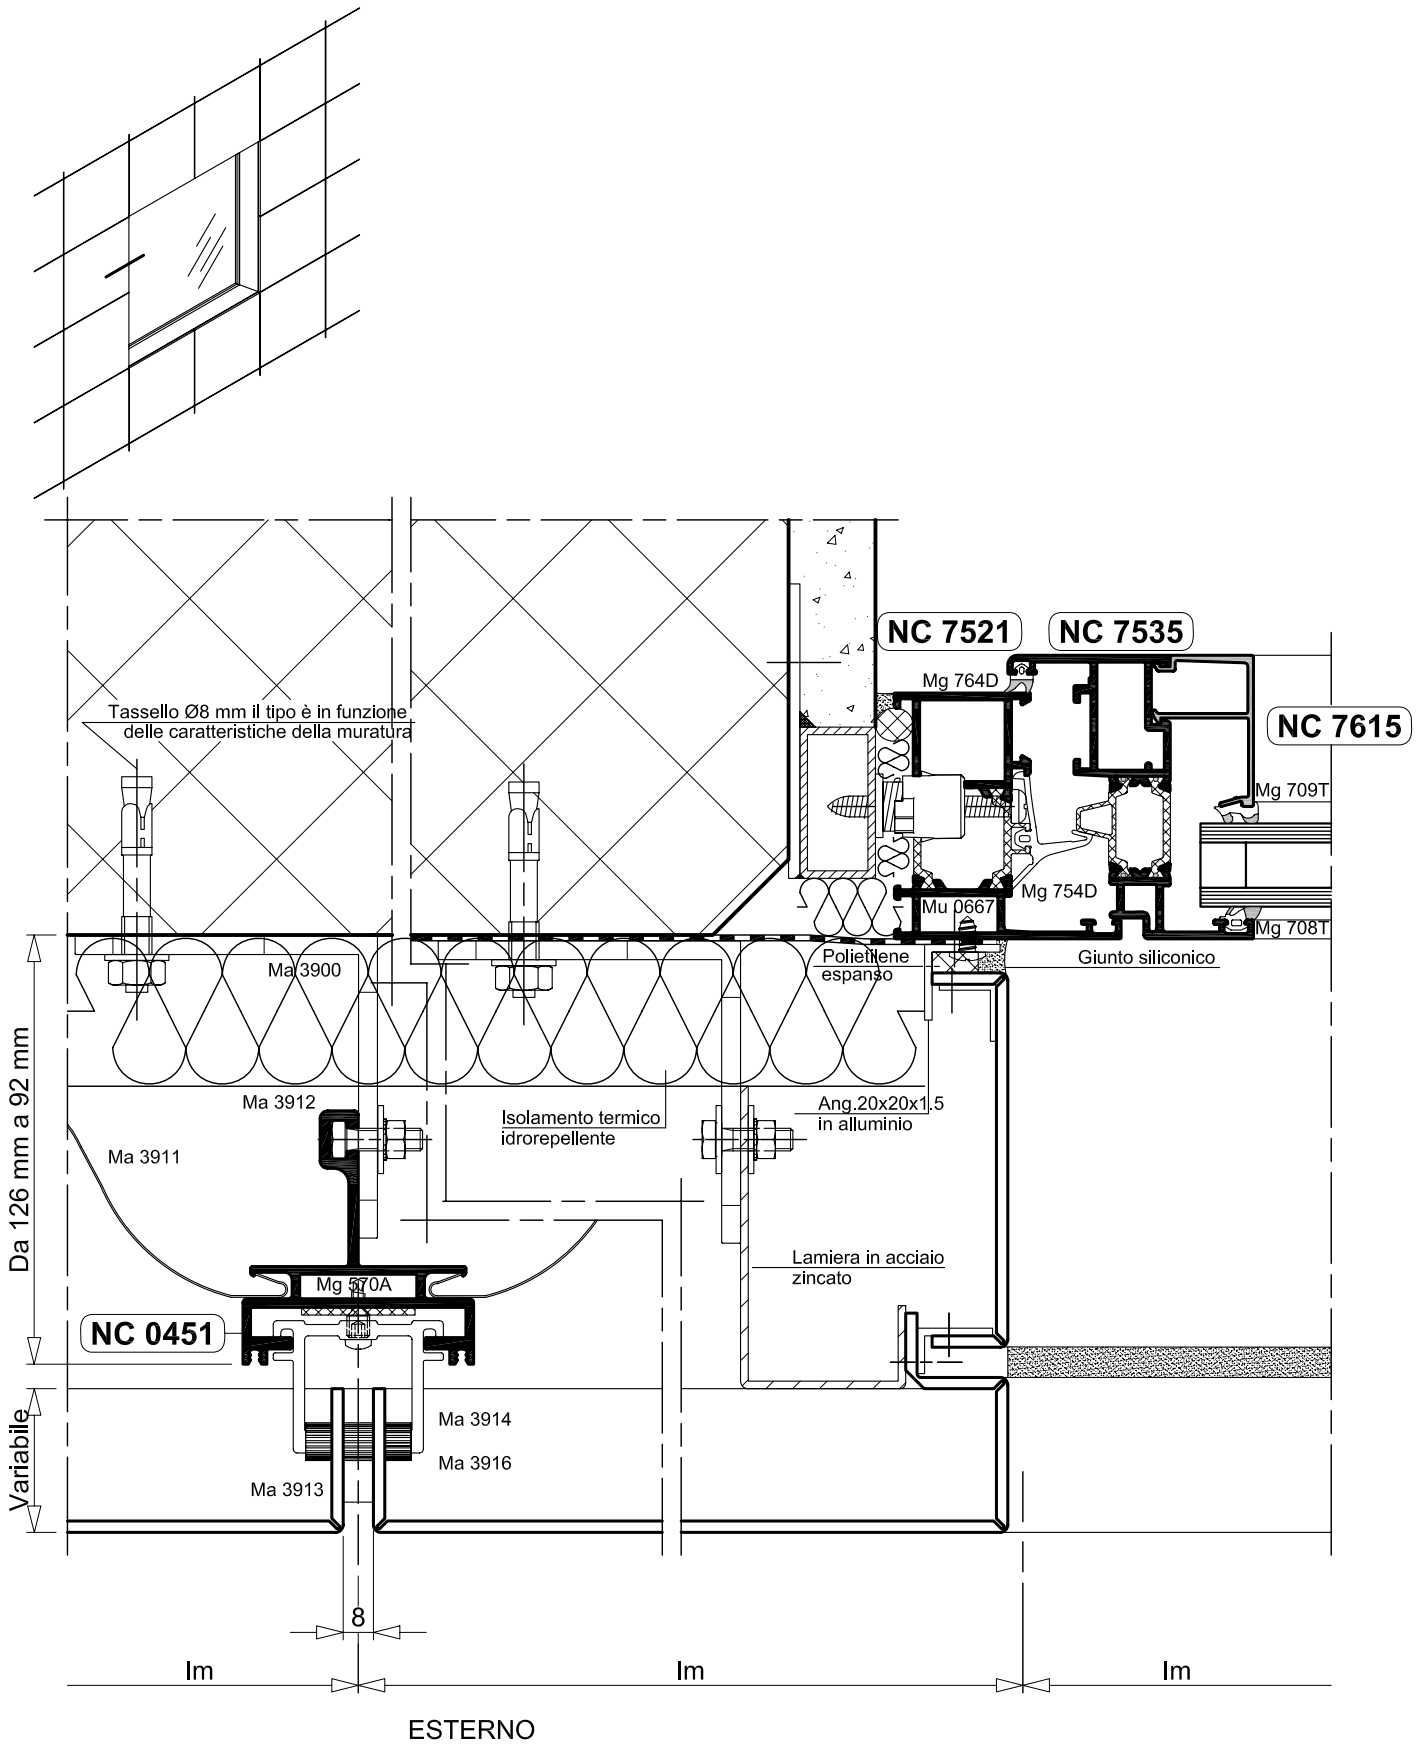 NC 7521
NC 7535
Mg 764D
Tassello Ø8 mm il tipo è in funzione
delle caratteristiche della muratura
NC 7615
Mg 709T
Mg 754D
Mu 0667
Mg 708T
Polietilene
espanso
Giunto siliconico
Ma 3900
Da 126 mm a 92 mm
Ma 3912
Isolamento termico
idrorepellente
Ang.20x20x1.5
in alluminio
Ma 3911
Lamiera in acciaio
zincato
Mg 570A
NC 0451
Variabile
Ma 3914
Ma 3916
Ma 3913
8
lm
lm
lm
ESTERNO